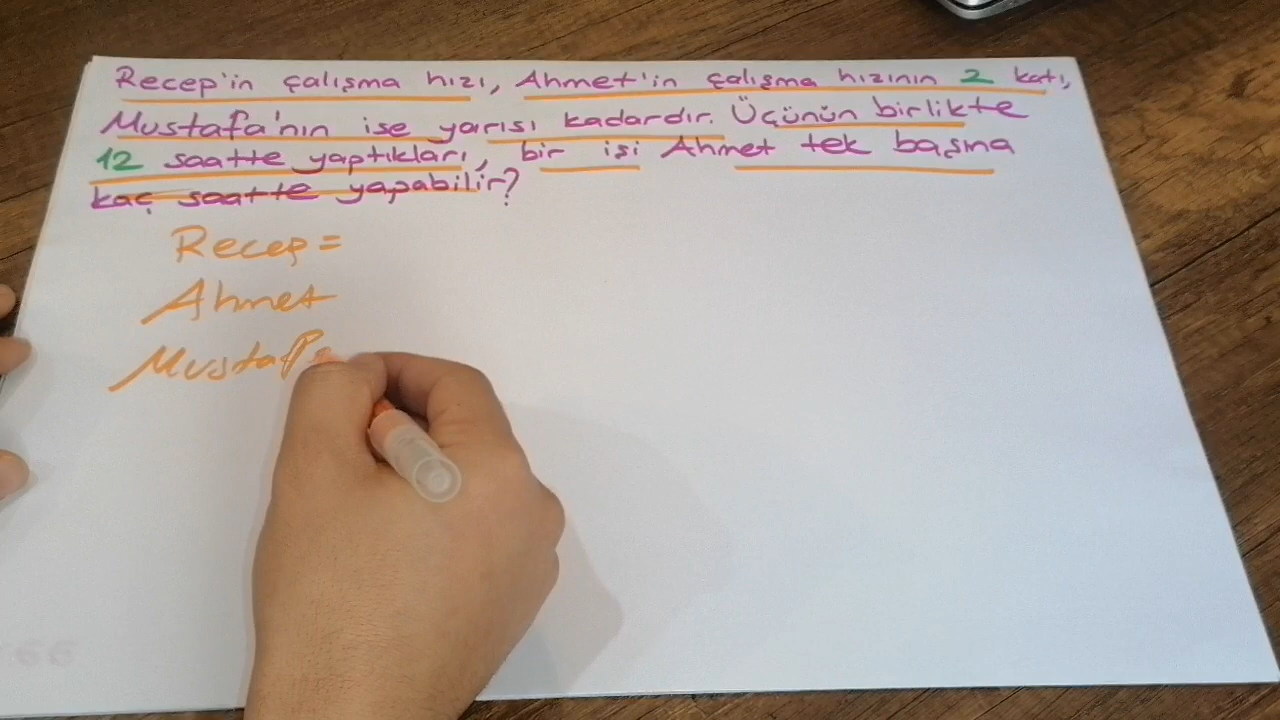 Recep'in çalışma hızı, Ahmet'in çalışma hızının 2 katı,
Mustafa'nın ise yarısı kadardır. Üçünün birlikte
12 saatte yaptıkları, bir işi Ahmet tek başına
kaç saatte yapabilir?
Recep =
Ahmet
Mustafa